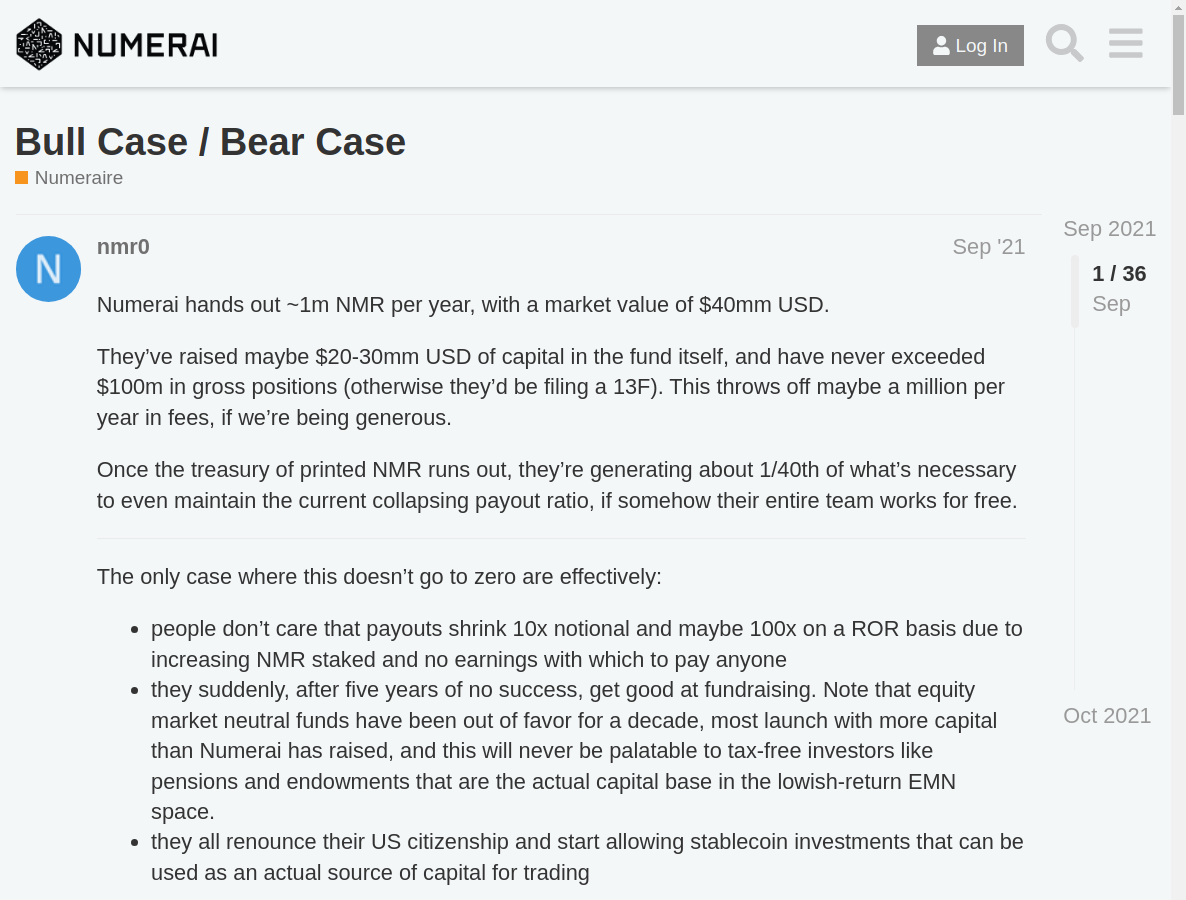 NUMERAI
Log In
Bull Case / Bear Case
Numeraire
Sep 2021
1 / 36
Sep
Oct 2021
N
nmr0
Sep '21
Numerai hands out ~1m NMR per year, with a market value of $40mm USD.
They’ve raised maybe $20-30mm USD of capital in the fund itself, and have never exceeded
$100m in gross positions (otherwise they’d be filing a 13F). This throws off maybe a million per
year in fees, if we’re being generous.
Once the treasury of printed NMR runs out, they’re generating about 1/40th of what’s necessary
to even maintain the current collapsing payout ratio, if somehow their entire team works for free.
The only case where this doesn’t go to zero are effectively:
people don’t care that payouts shrink 10x notional and maybe 100x on a ROR basis due to
increasing NMR staked and no earnings with which to pay anyone
they suddenly, after five years of no success, get good at fundraising. Note that equity
market neutral funds have been out of favor for a decade, most launch with more capital
than Numerai has raised, and this will never be palatable to tax-free investors like
pensions and endowments that are the actual capital base in the lowish-return EMN
space.
they all renounce their US citizenship and start allowing stablecoin investments that can be
used as an actual source of capital for trading